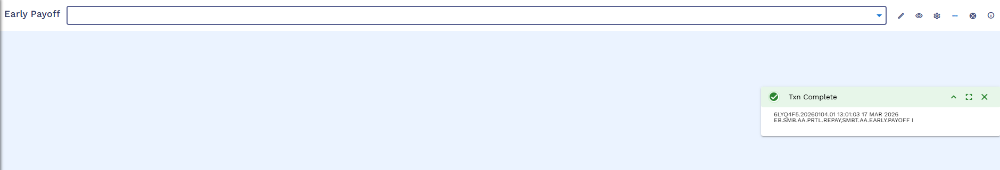 Early Payoff
Txn Complete
6LYQ4F5.20260104.01 13:01:03 17 MAR 2026
EB.SMB.AA.PRTL.REPAY,SMBT.AA.EARLY.PAYOFF I